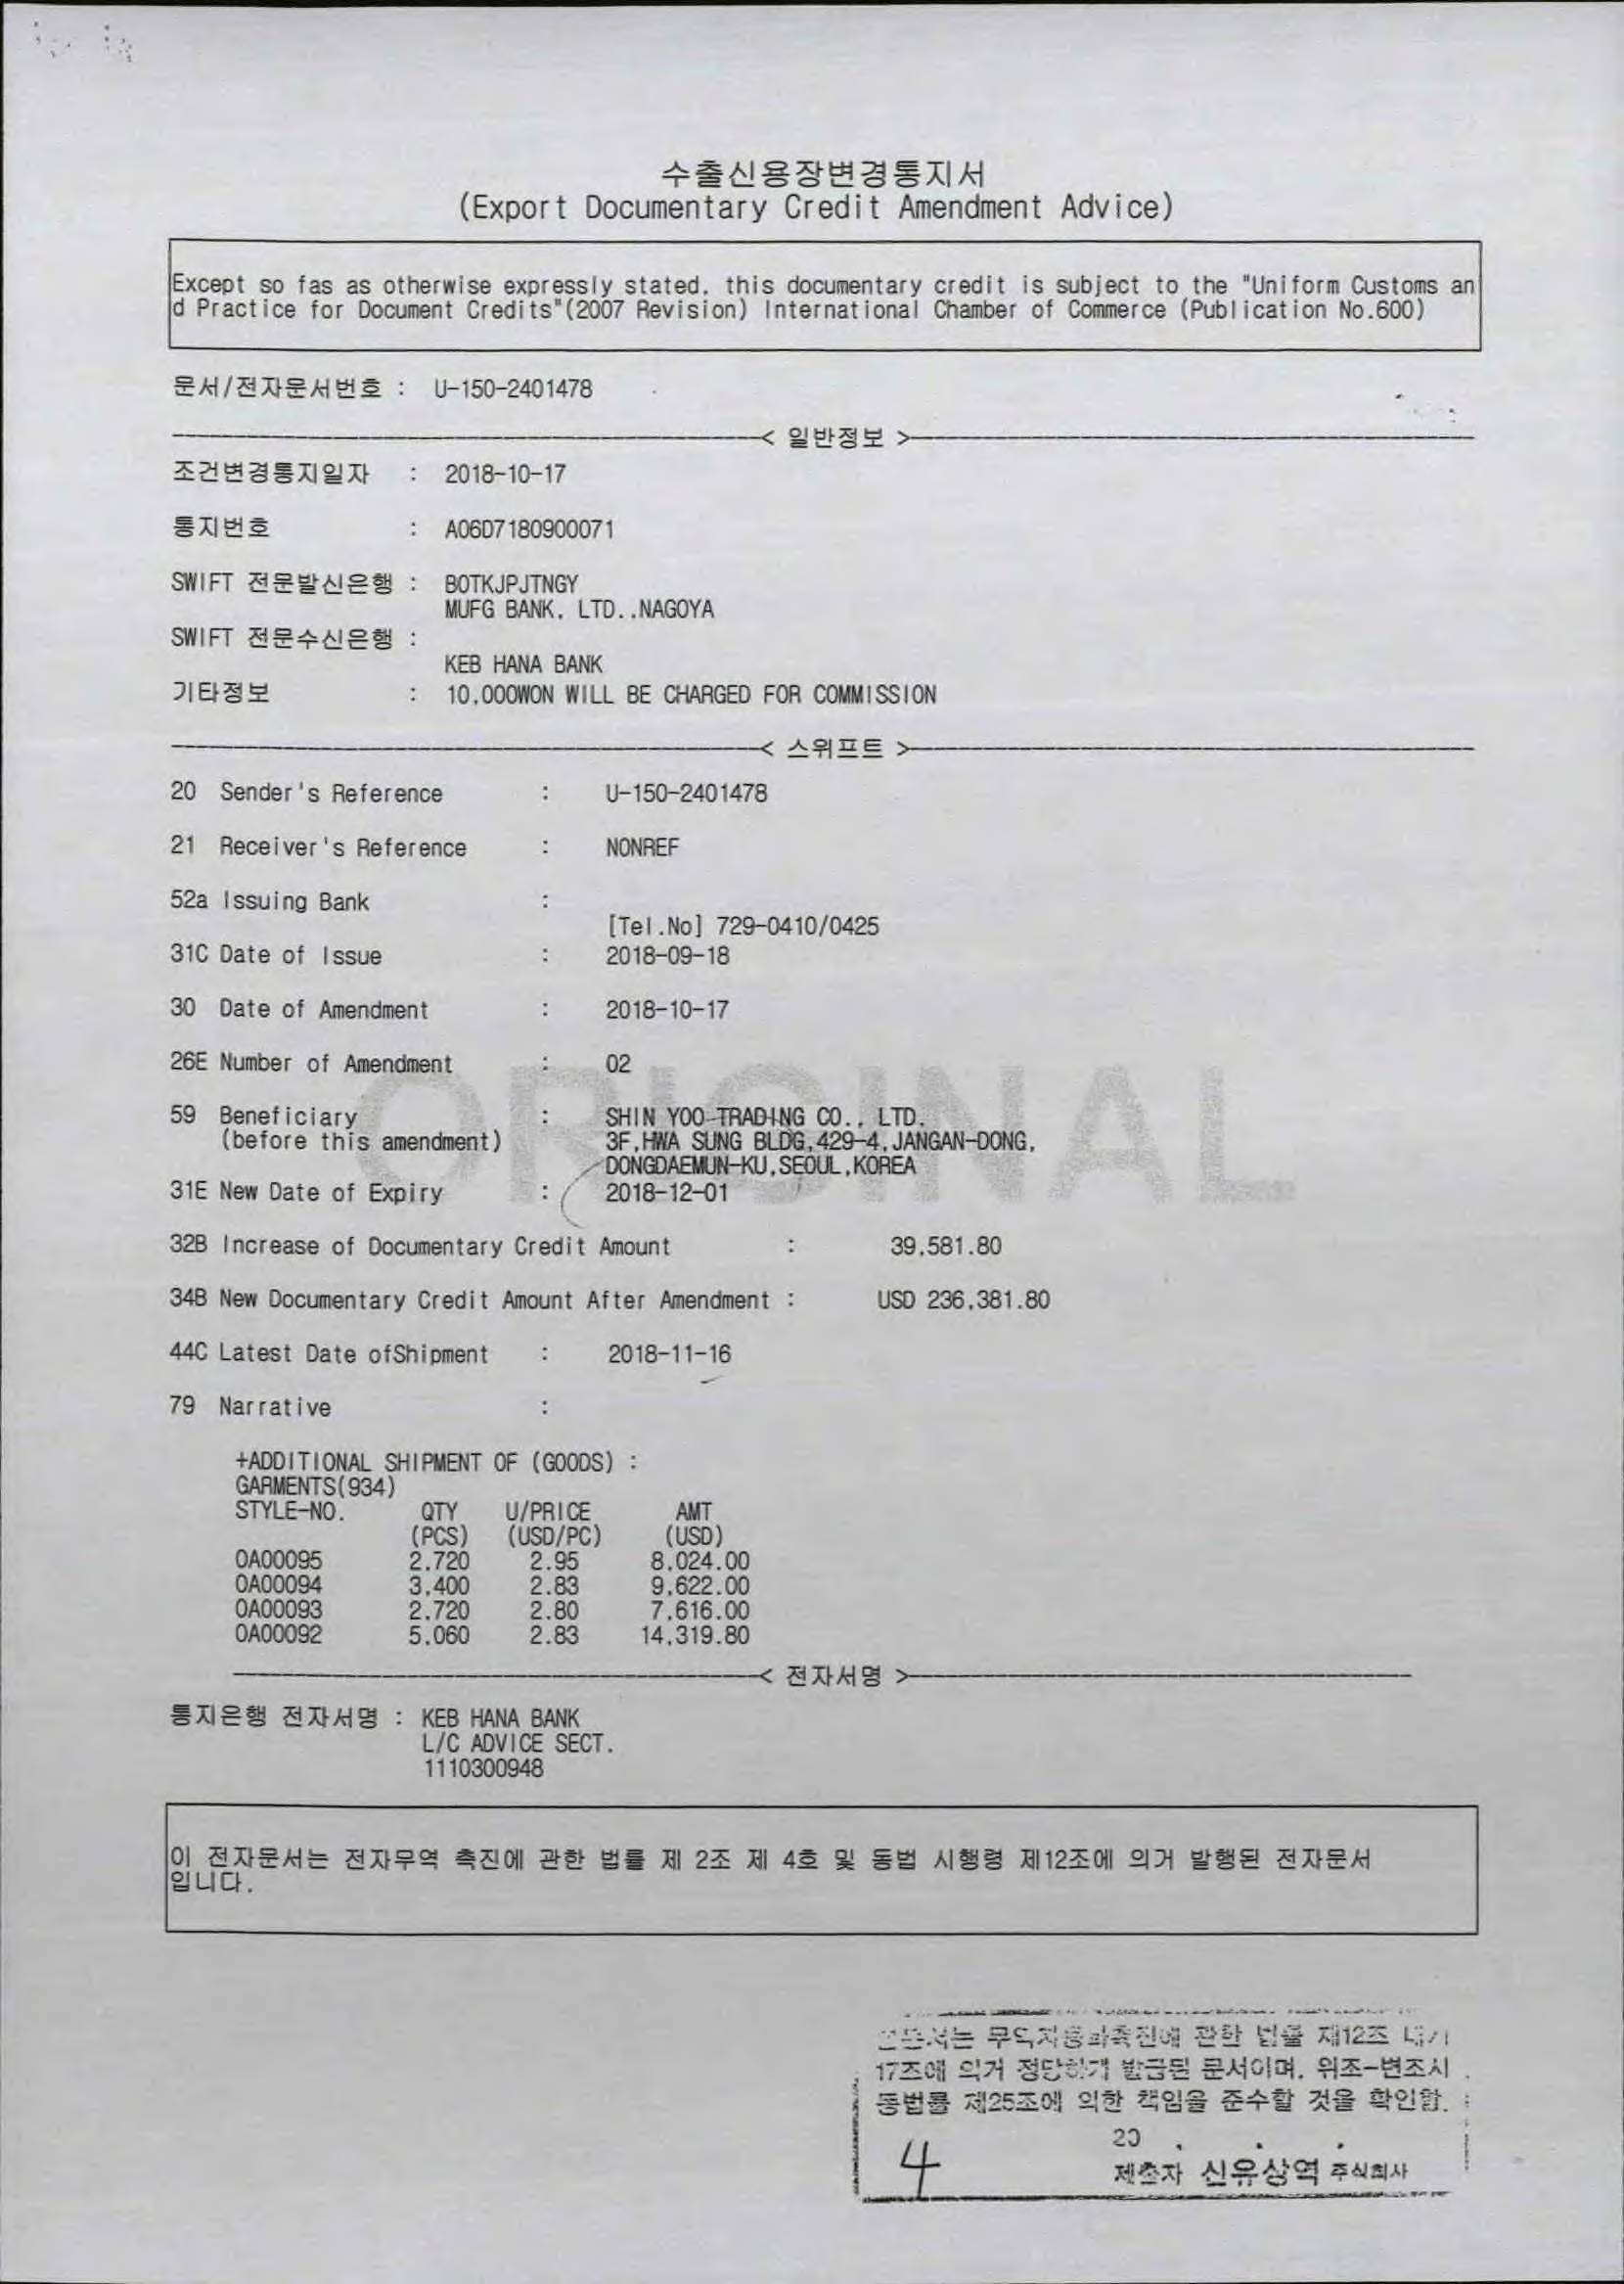 수출신용장변경통지서
(Export Documentary Credit Amendment Advice)
Except so fas as otherwise expressly stated, this documentary credit is subject to the "Uniform Customs an
d Practice for Document Credits"(2007 Revision) International Chamber of Commerce (Publication No.600)
문서/전자문서번호 : U-150-2401478
< 일반정보 >
조건변경통지일자 : 2018-10-17
통지번호 : A06D7180900071
SWIFT 전문발신은행 : BOTKJPJTNGY
MUFG BANK, LTD.,NAGOYA
SWIFT 전문수신은행 :
KEB HANA BANK
기타정보 : 10,000WON WILL BE CHARGED FOR COMMISSION
< 스위프트 >
20 Sender's Reference : U-150-2401478
21 Receiver's Reference : NONREF
52a Issuing Bank :
[Tel.No] 729-0410/0425
31C Date of Issue : 2018-09-18
30 Date of Amendment : 2018-10-17
26E Number of Amendment : 02
ORIGINAL
59 Beneficiary : SHIN YOO TRADING CO., LTD.
(before this amendment) 3F,HWA SUNG BLDG,429-4,JANGAN-DONG,
DONGDAEMUN-KU,SEOUL,KOREA
31E New Date of Expiry : 2018-12-01
32B Increase of Documentary Credit Amount : 39,581.80
34B New Documentary Credit Amount After Amendment : USD 236,381.80
44C Latest Date ofShipment : 2018-11-16
79 Narrative :
+ADDITIONAL SHIPMENT OF (GOODS) :
GARMENTS(934)
STYLE-NO. QTY U/PRICE AMT
(PCS) (USD/PC) (USD)
0A00095 2,720 2.95 8,024.00
0A00094 3,400 2.83 9,622.00
0A00093 2,720 2.80 7,616.00
0A00092 5,060 2.83 14,319.80
< 전자서명 >
통지은행 전자서명 : KEB HANA BANK
L/C ADVICE SECT.
1110300948
이 전자문서는 전자무역 촉진에 관한 법률 제 2조 제 4호 및 동법 시행령 제12조에 의거 발행된 전자문서
입니다.
관한 법률 제12조
17조에 의거 정당하게 발급된 문서이며, 위조-변조시
동법률 제25조에 의한 책임을 준수할 것을 확인함.
20 . . .
4 제출자 신유상역 주식회사